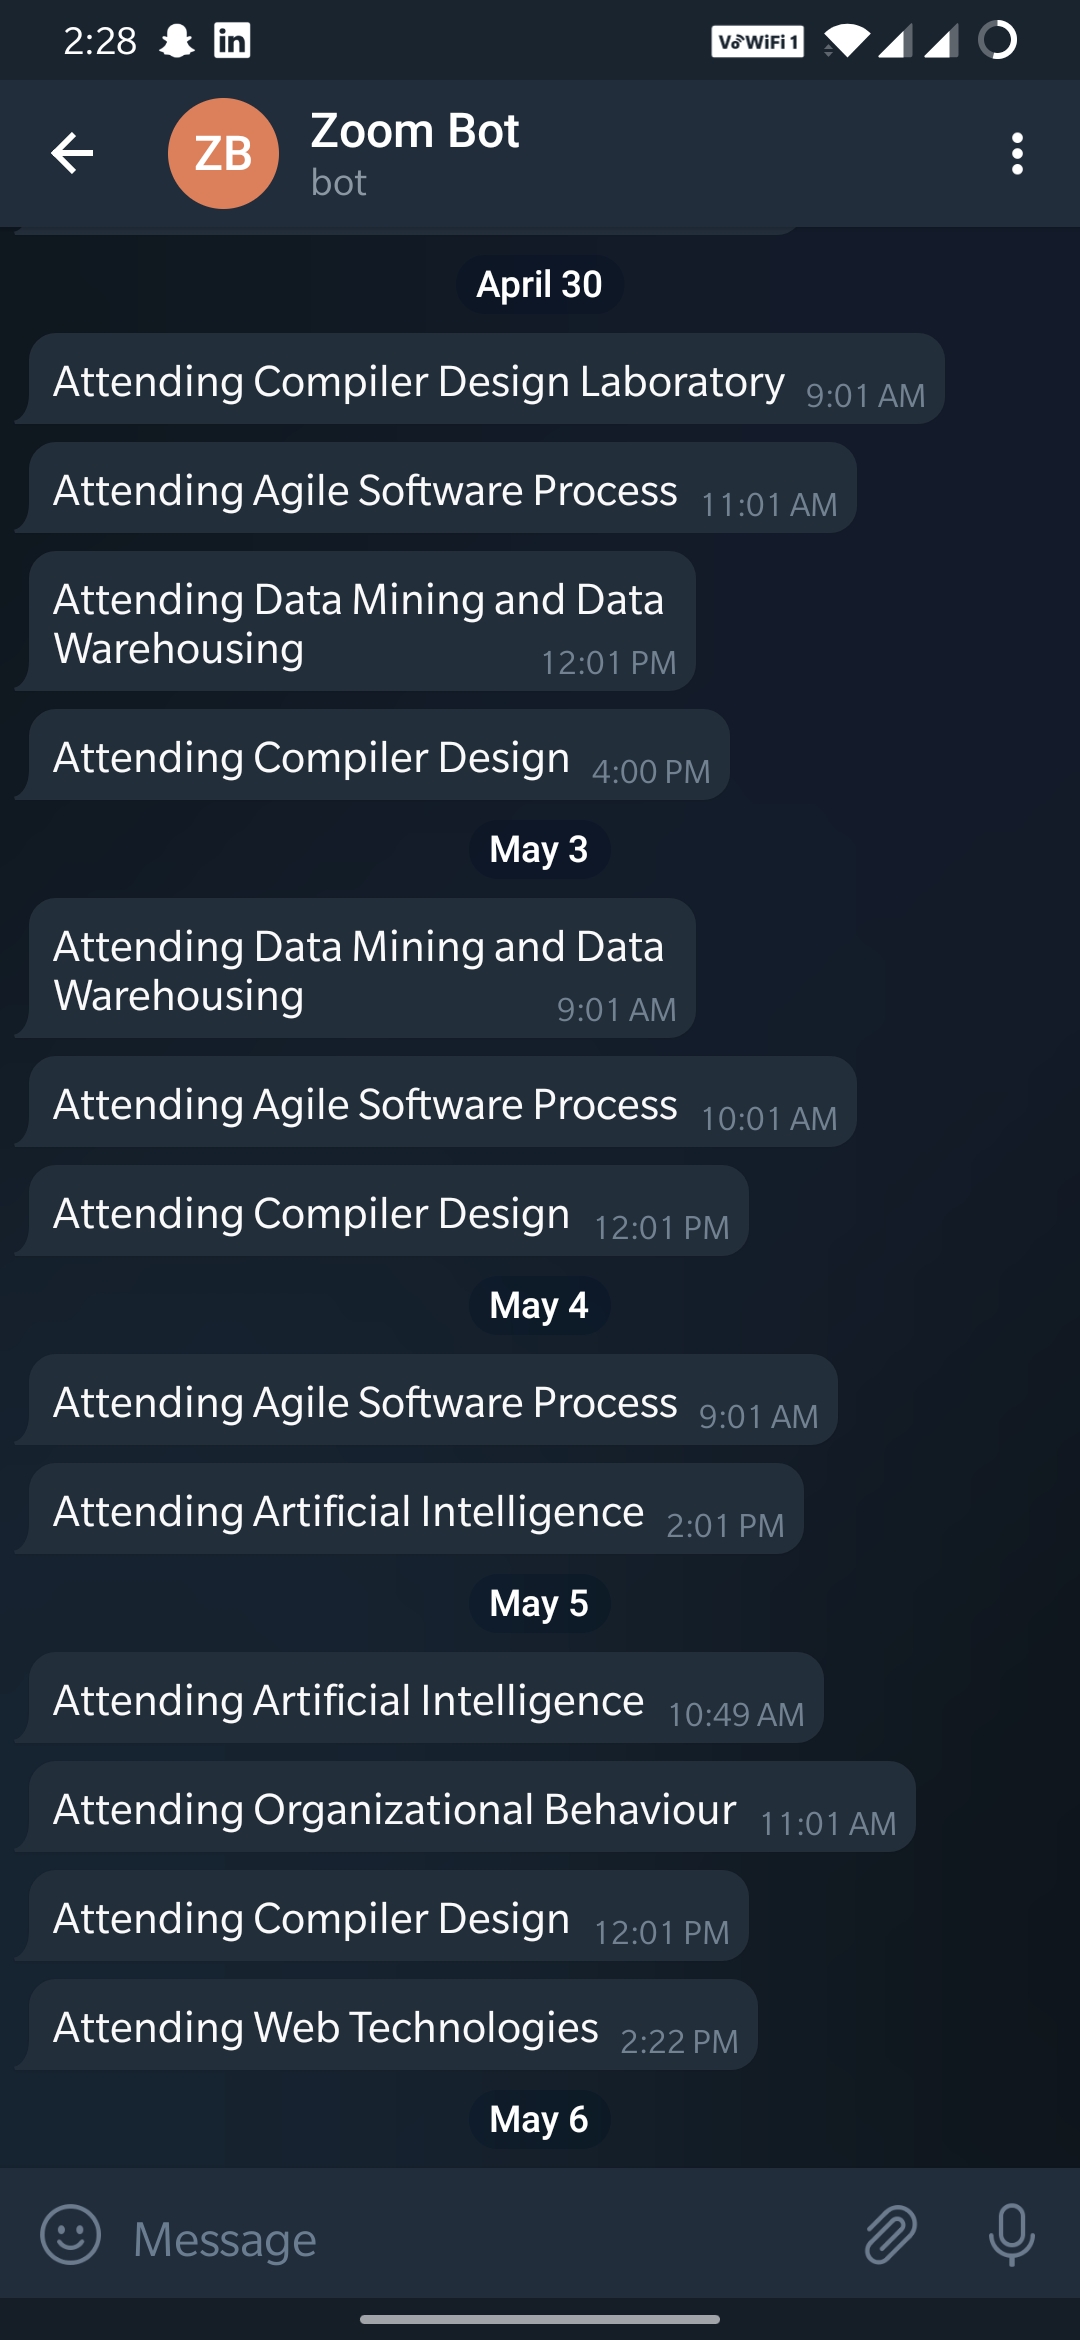 2:28
in
VoWiFi 1
ZB
Zoom Bot
bot
April 30
Attending Compiler Design Laboratory 9:01 AM
Attending Agile Software Process 11:01 AM
Attending Data Mining and Data
Warehousing 12:01 PM
Attending Compiler Design 4:00 PM
May 3
Attending Data Mining and Data
Warehousing 9:01 AM
Attending Agile Software Process 10:01 AM
Attending Compiler Design 12:01 PM
May 4
Attending Agile Software Process 9:01 AM
Attending Artificial Intelligence 2:01 PM
May 5
Attending Artificial Intelligence 10:49 AM
Attending Organizational Behaviour 11:01 AM
Attending Compiler Design 12:01 PM
Attending Web Technologies 2:22 PM
May 6
Message